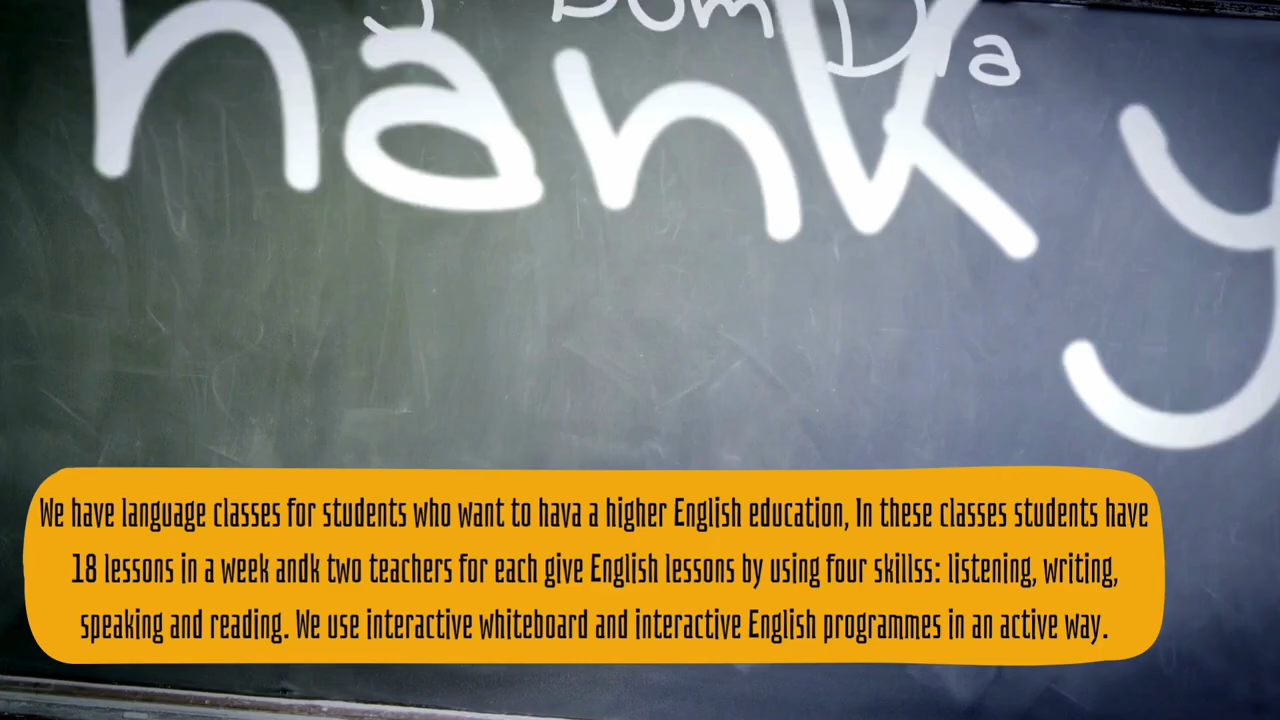 Bom Dia
hank y
We have language classes for students who want to hava a higher English education, In these classes students have
18 lessons in a week andk two teachers for each give English lessons by using four skillss: listening, writing,
speaking and reading. We use interactive whiteboard and interactive English programmes in an active way.